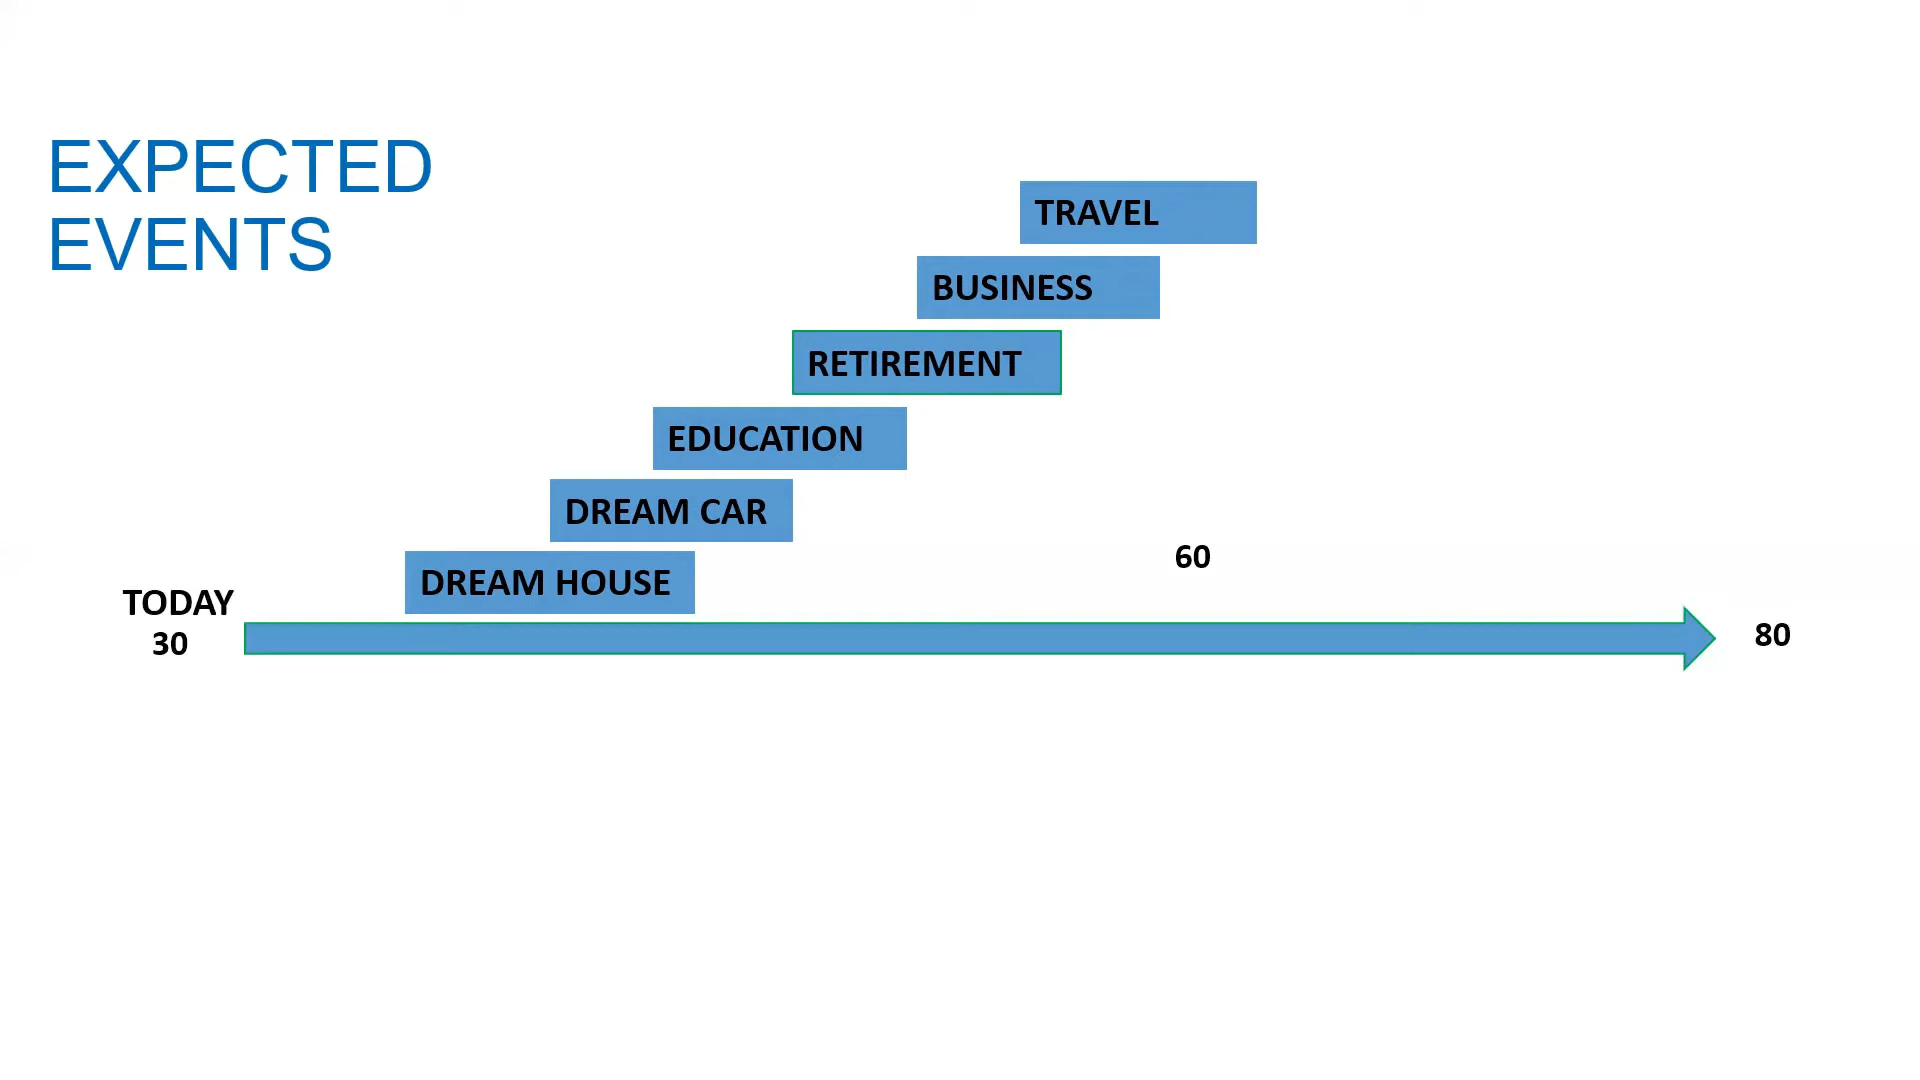 EXPECTED
EVENTS
TRAVEL
BUSINESS
RETIREMENT
EDUCATION
DREAM CAR
DREAM HOUSE
60
TODAY
30
80